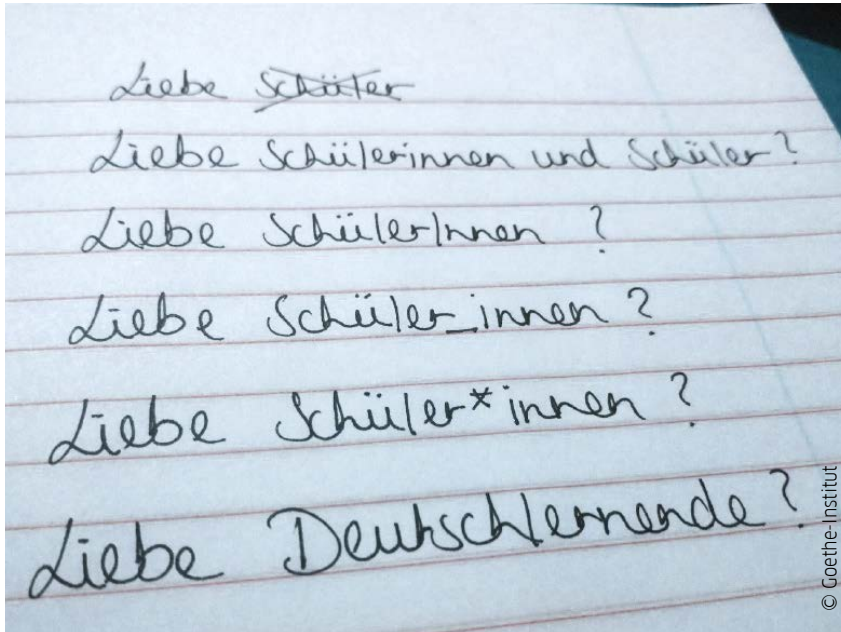 Liebe Schüler
Liebe Schülerinnen und Schüler?
Liebe SchülerInnen ?
Liebe Schüler_innen ?
Liebe Schüler*innen ?
Liebe Deutschlernende ?
© Goethe-Institut